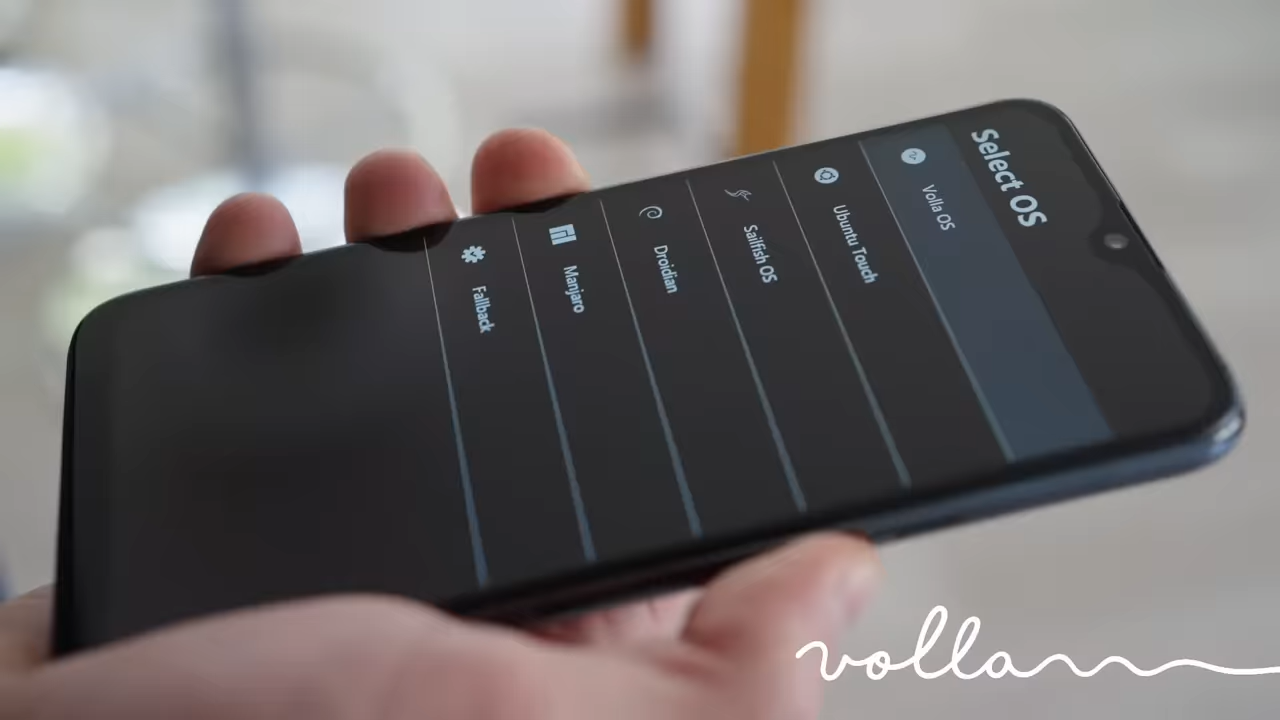 Select OS
Volla OS
Ubuntu Touch
Sailfish OS
Droidian
Manjaro
Fallback
volla